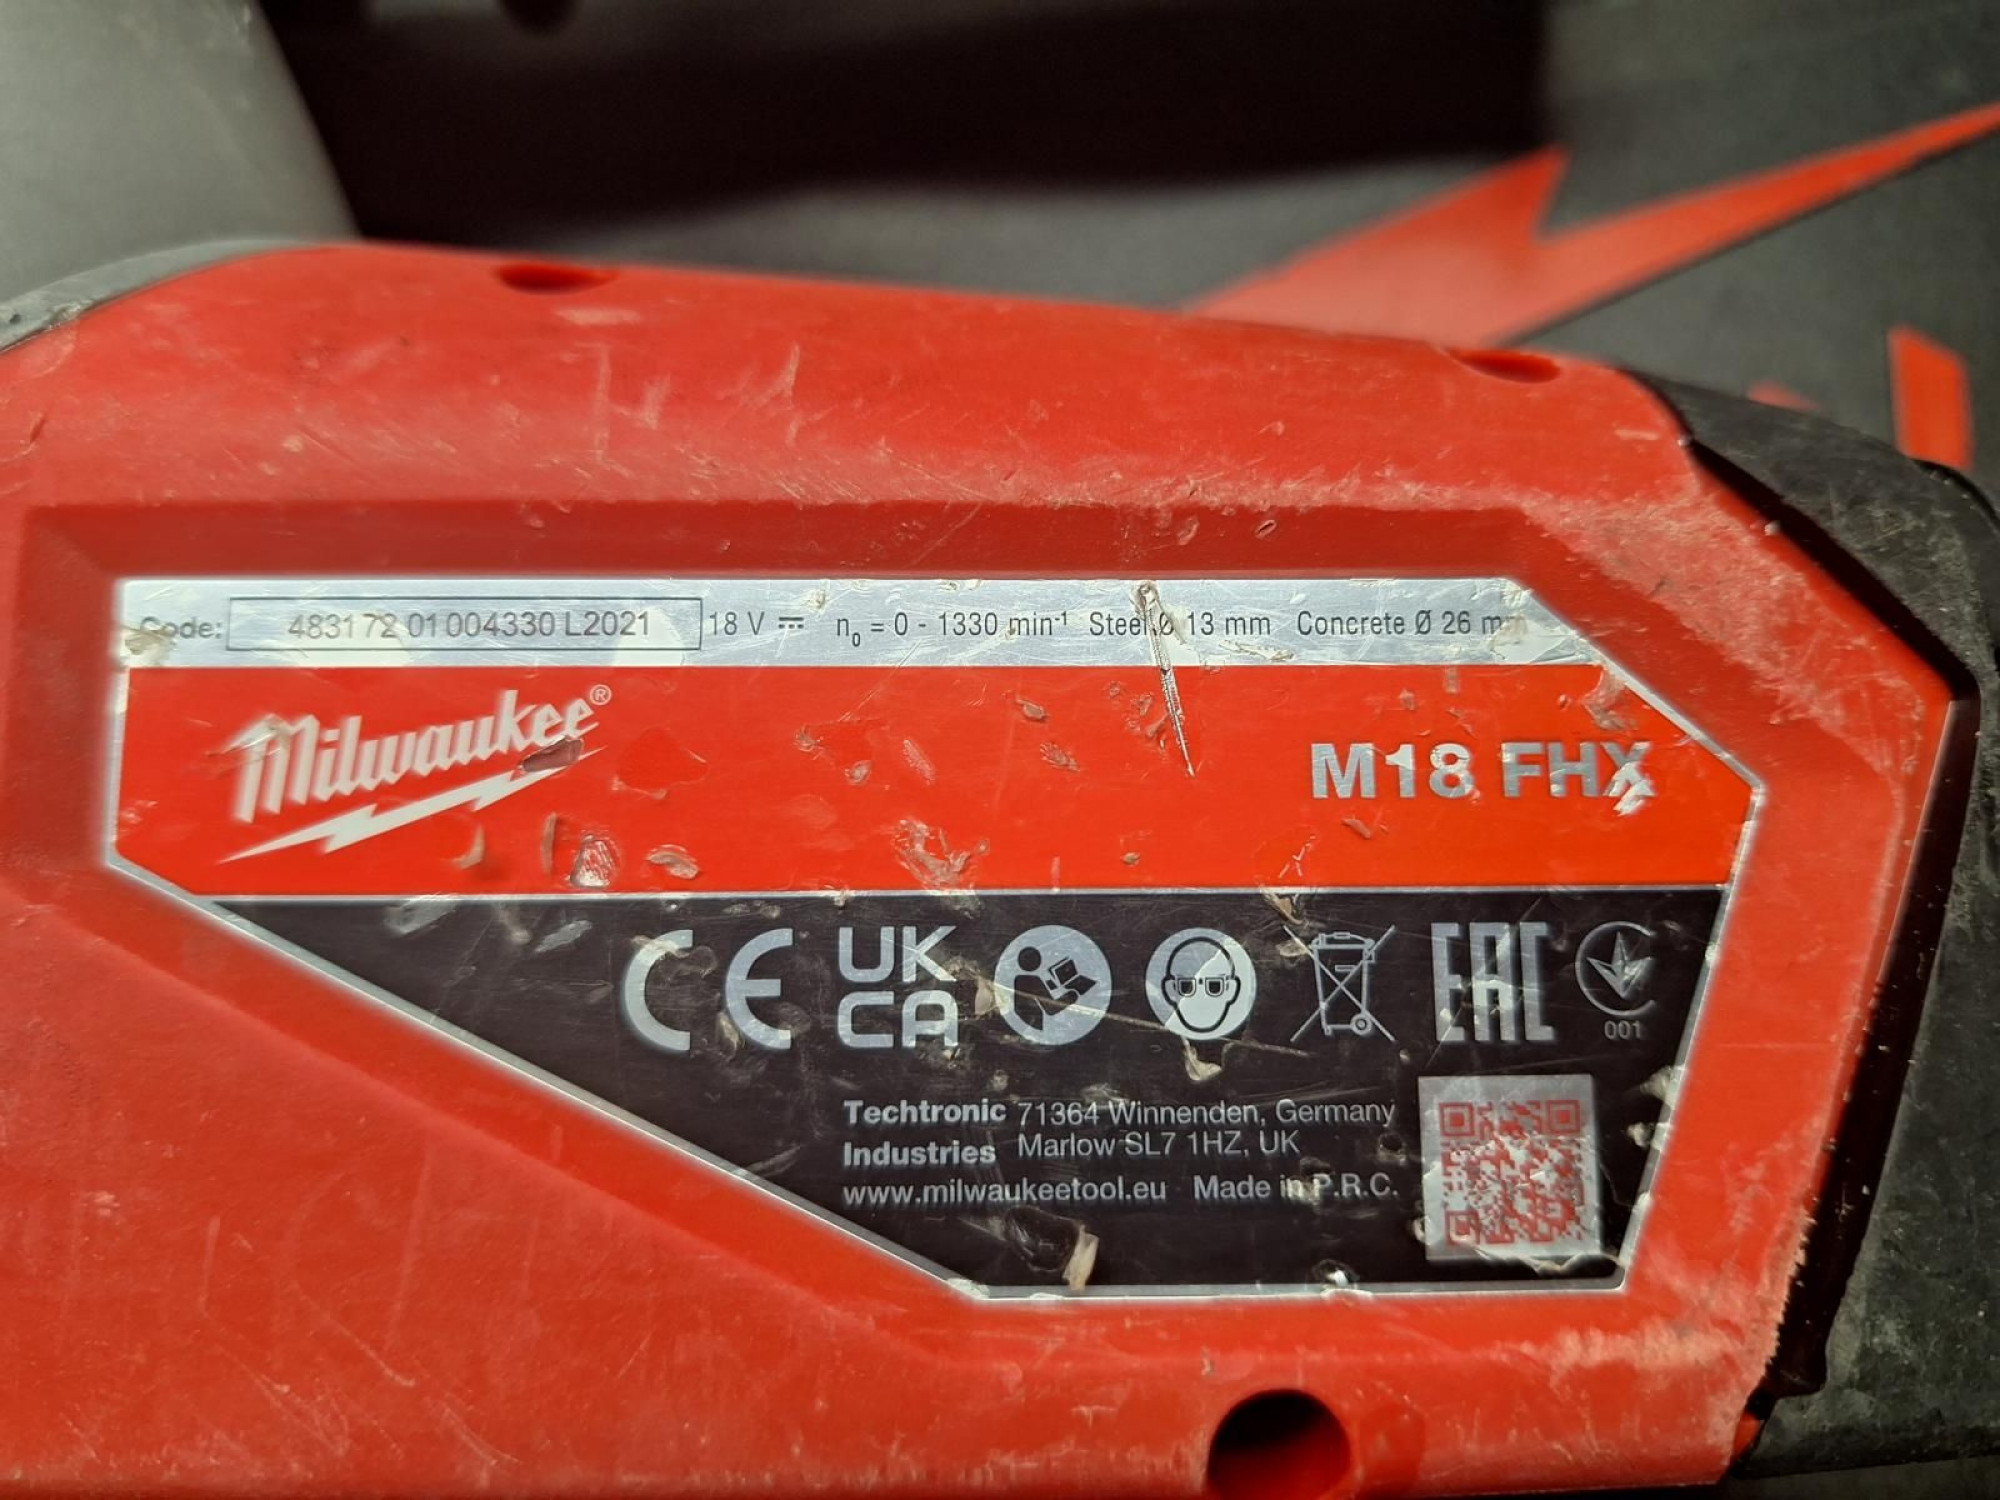 Code: 483172 01 004330 L2021 18 V n₀ = 0 - 1330 min⁻¹ Steel Ø 13 mm Concrete Ø 26 mm
Milwaukee®
M18 FHX
CE UK CA EAC
001
Techtronic Industries
71364 Winnenden, Germany
Marlow SL7 1HZ, UK
www.milwaukeetool.eu Made in P.R.C.